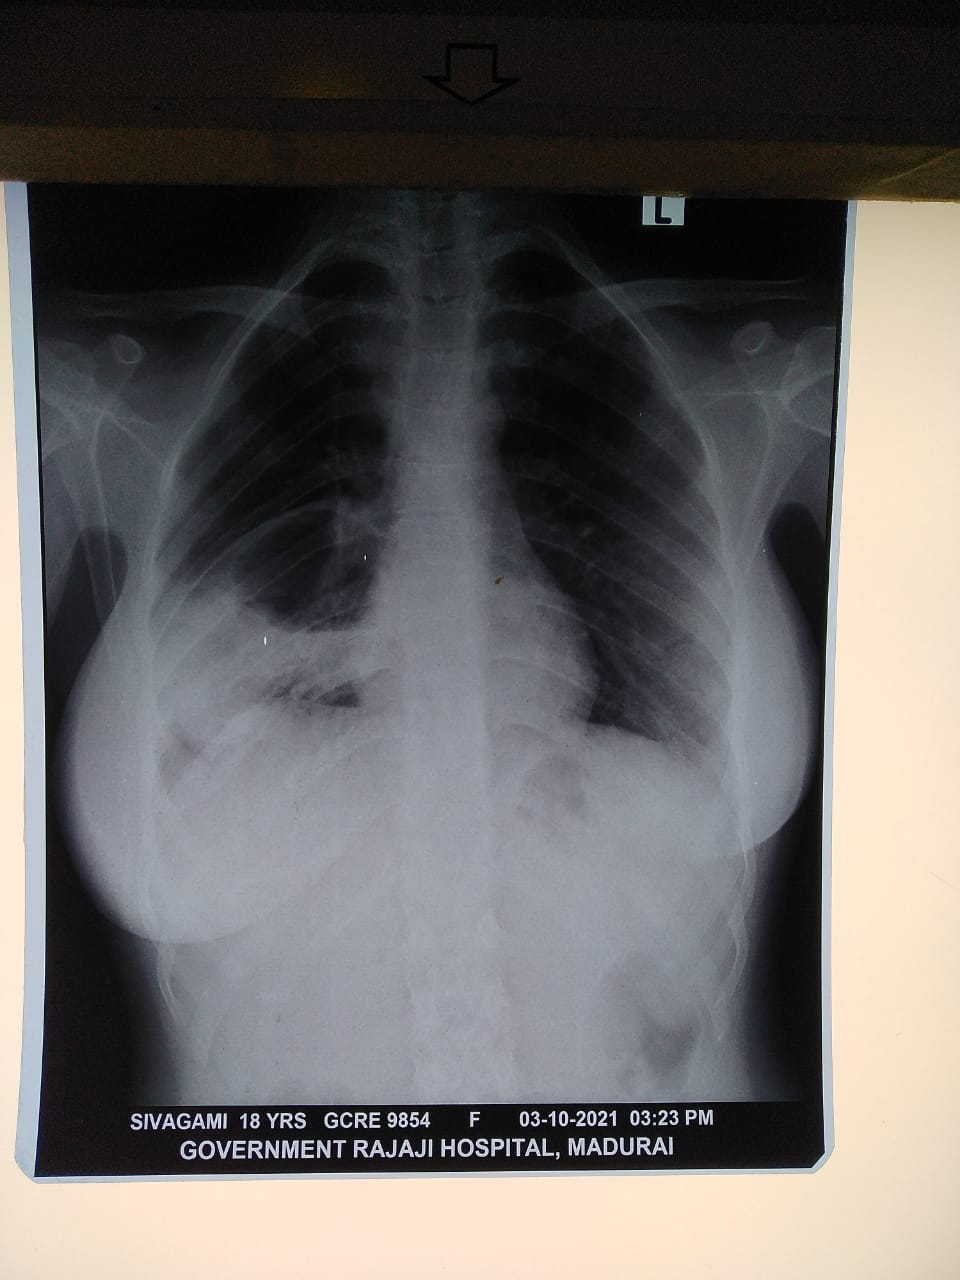 L
SIVAGAMI 18 YRS GCRE 9854 F 03-10-2021 03:23 PM
GOVERNMENT RAJAJI HOSPITAL, MADURAI